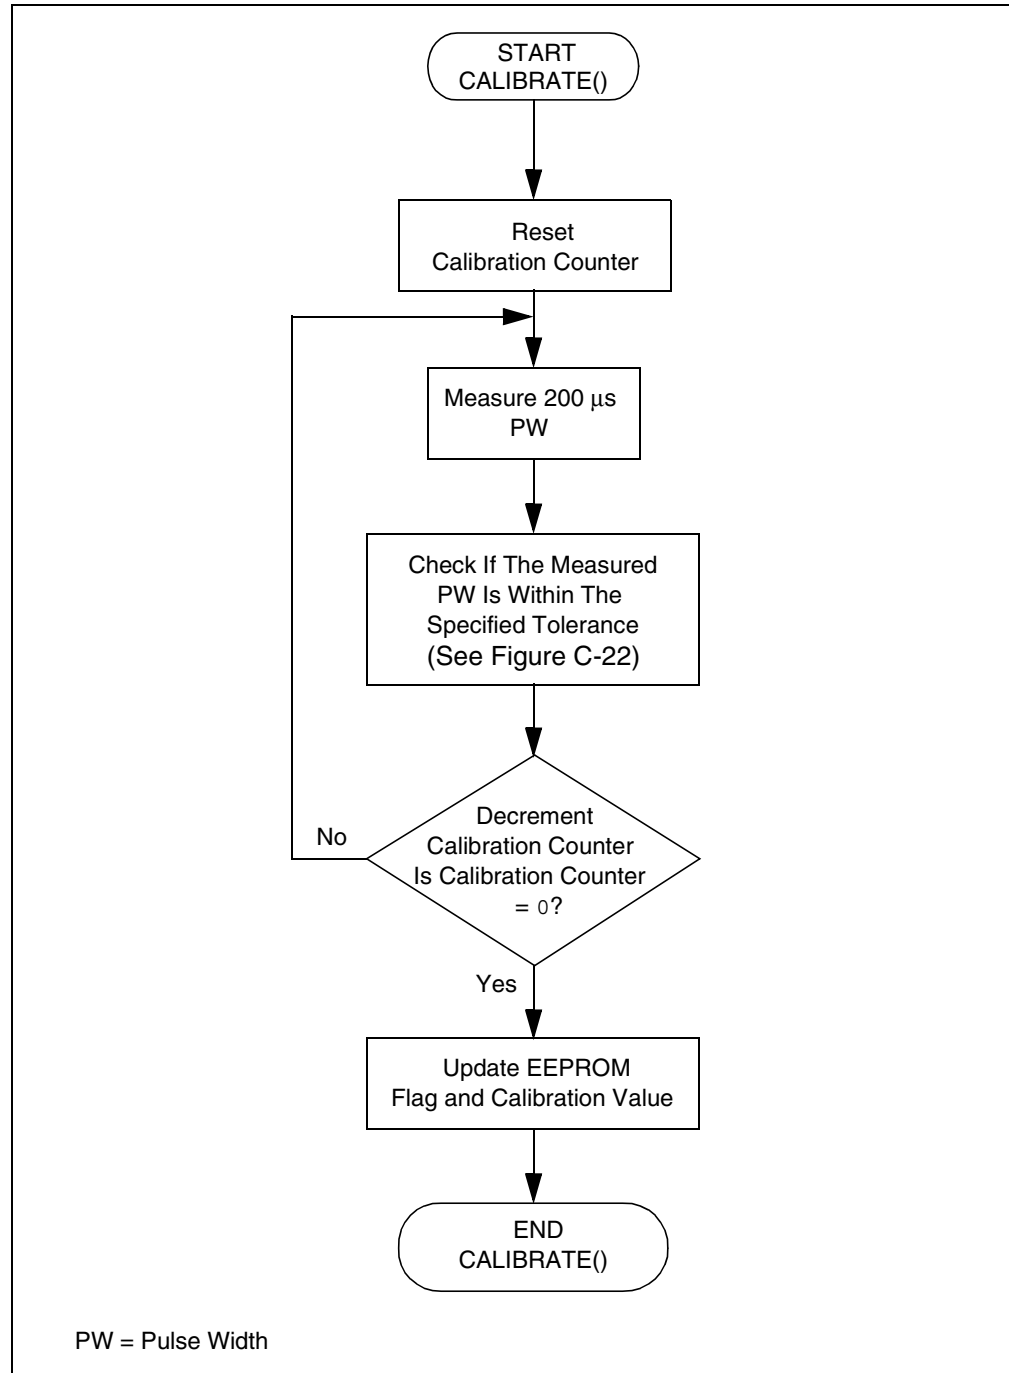 START
CALIBRATE()
Reset
Calibration Counter
Measure 200 μs
PW
Check If The Measured
PW Is Within The
Specified Tolerance
(See Figure C-22)
Decrement
Calibration Counter
Is Calibration Counter
= 0?
No
Yes
Update EEPROM
Flag and Calibration Value
END
CALIBRATE()
PW = Pulse Width